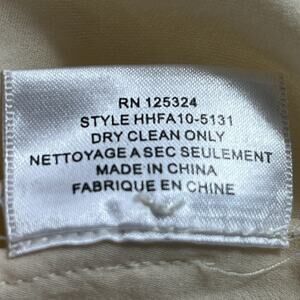 RN 125324
STYLE HHFA10-5131
DRY CLEAN ONLY
NETTOYAGE A SEC SEULEMENT
MADE IN CHINA
FABRIQUE EN CHINE